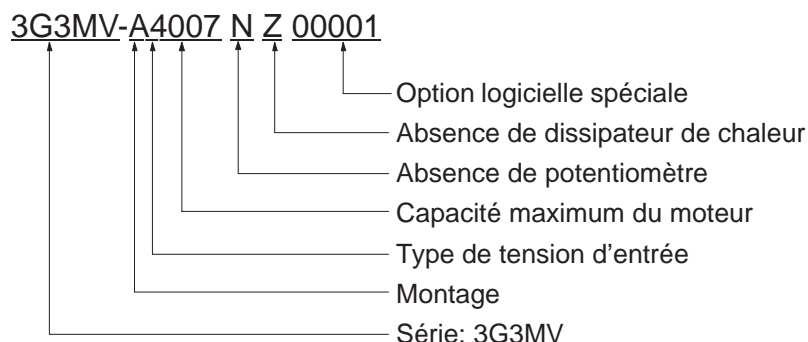 3G3MV-A4007 N Z 00001
Option logicielle spéciale
Absence de dissipateur de chaleur
Absence de potentiomètre
Capacité maximum du moteur
Type de tension d'entrée
Montage
Série: 3G3MV